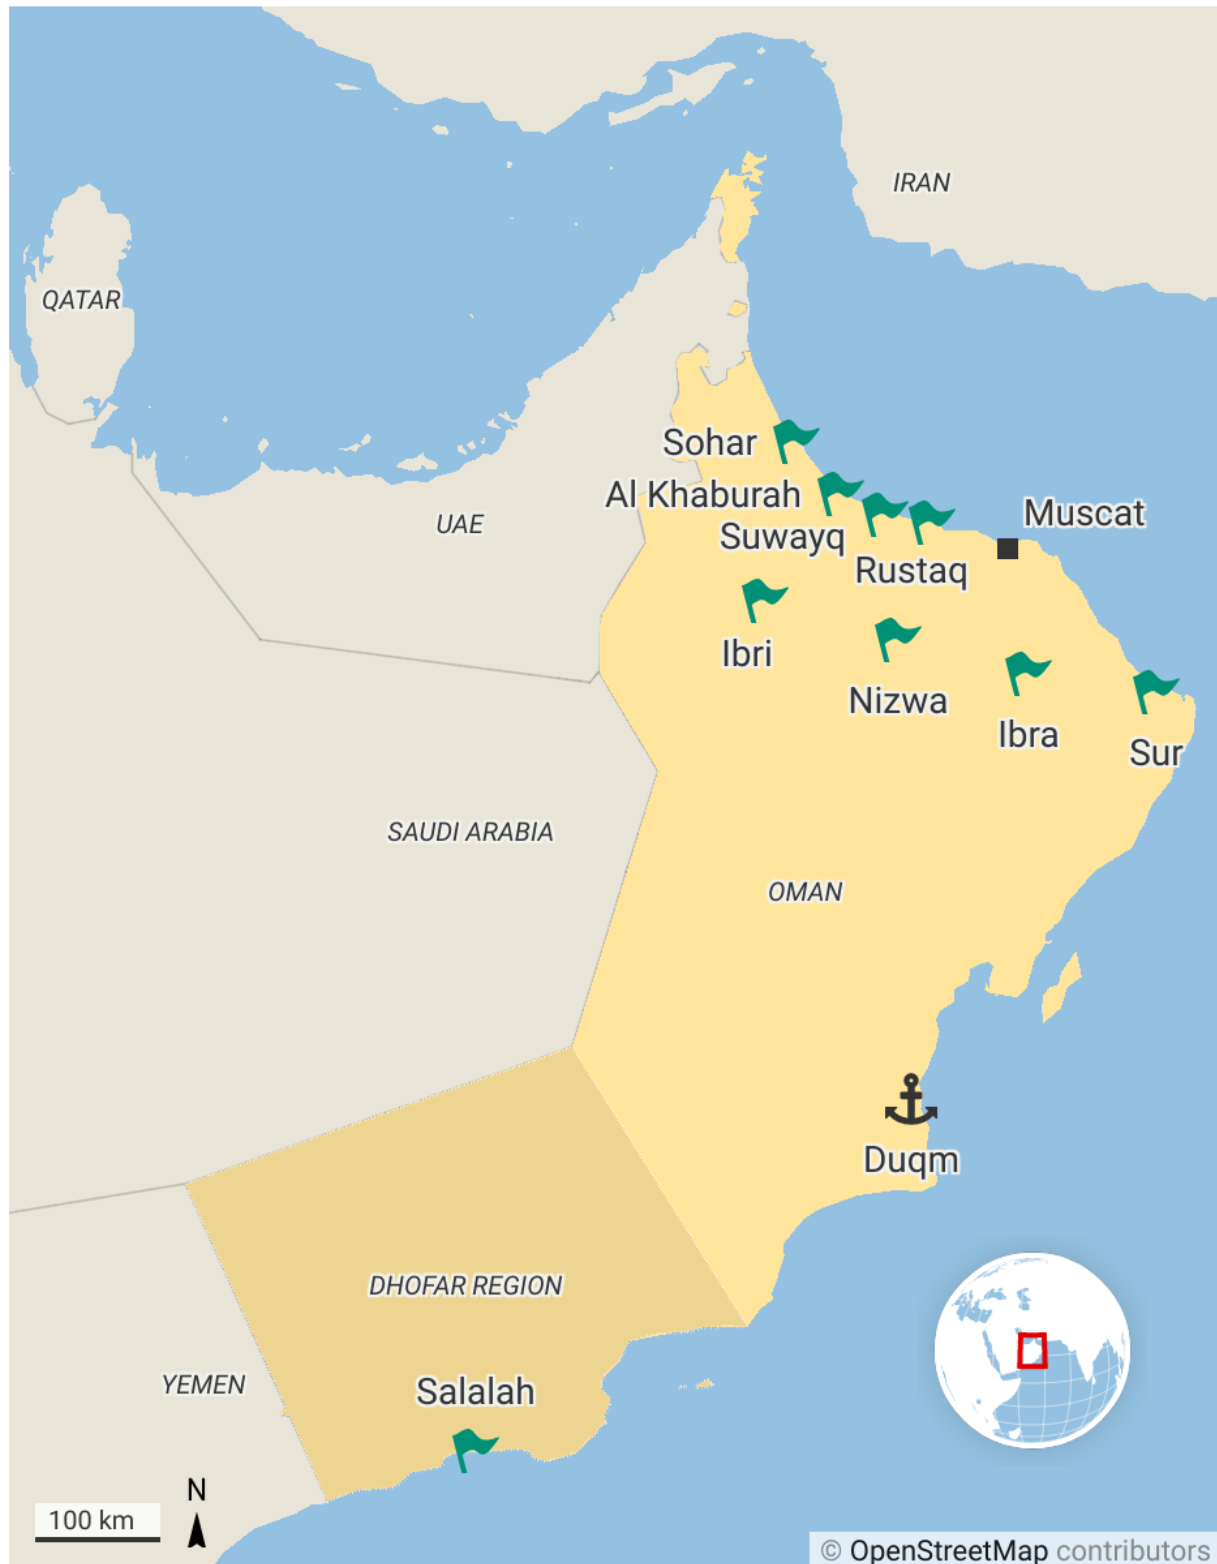 IRAN
QATAR
Sohar
Al Khaburah
Muscat
UAE
Suwayq
Rustaq
Ibri
Nizwa
Ibra
Sur
SAUDI ARABIA
OMAN
Duqm
DHOFAR REGION
YEMEN
Salalah
N
100 km
© OpenStreetMap contributors